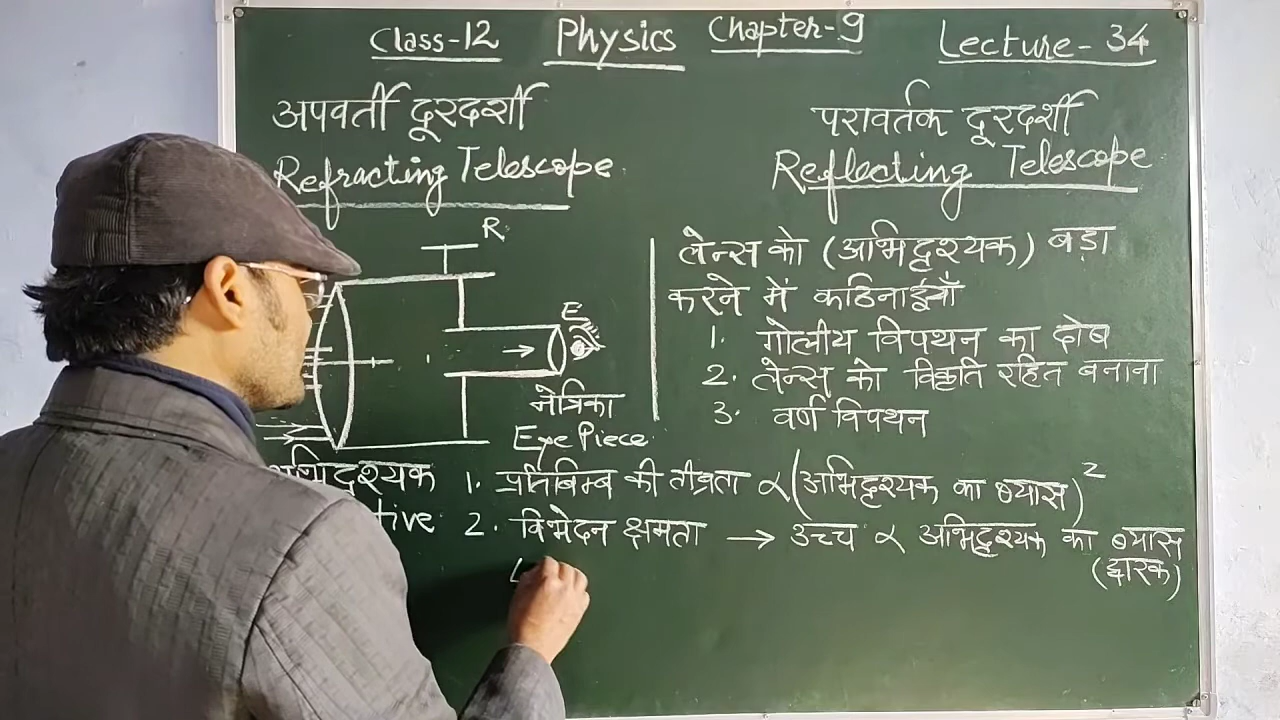 Class-12 Physics Chapter-9 Lecture-34
अपवर्ती दूरदर्शी
Refracting Telescope
R
E
नेत्रिका
Eye Piece
परावर्तक दूरदर्शी
Reflecting Telescope
लेन्स को (अभिदृश्यक) बड़ा
करने में कठिनाईयाँ
1. गोलीय विपथन का दोष
2. लेन्स को विकृति रहित बनाना
3. वर्ण विपथन
अभिदृश्यक
tive
1. प्रतिबिम्ब की तीव्रता ∝ (अभिदृश्यक का व्यास)²
2. विभेदन क्षमता → उच्च ∝ अभिदृश्यक का व्यास
(द्वारक)